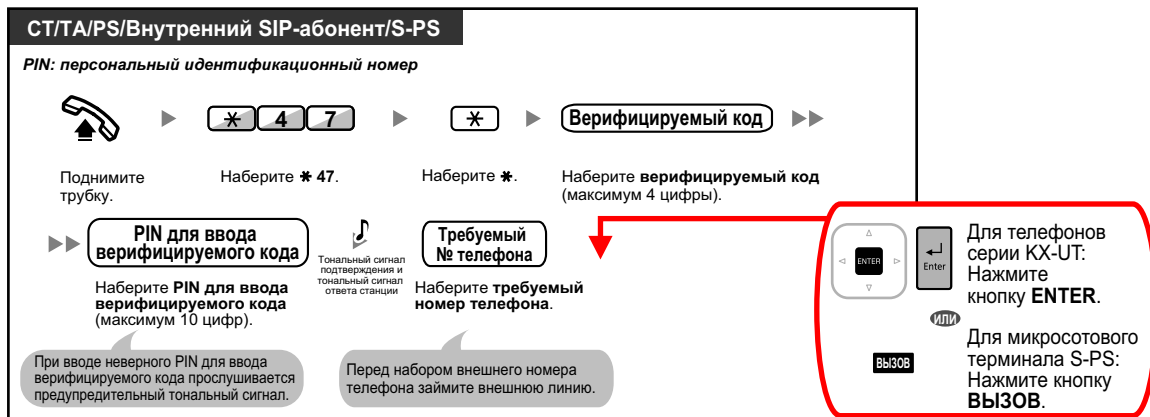 СТ/ТА/PS/Внутренний SIP-абонент/S-PS
PIN: персональный идентификационный номер
✱ 4 7
✱
Верифицируемый код
Поднимите
трубку.
Наберите ✱ 47.
Наберите ✱.
Наберите верифицируемый код
(максимум 4 цифры).
PIN для ввода
верифицируемого кода
Тональный сигнал
подтверждения и
тональный сигнал
ответа станции
Требуемый
№ телефона
Наберите PIN для ввода
верифицируемого кода
(максимум 10 цифр).
Наберите требуемый
номер телефона.
При вводе неверного PIN для ввода
верифицируемого кода прослушивается
предупредительный тональный сигнал.
Перед набором внешнего номера
телефона займите внешнюю линию.
ENTER
Enter
Для телефонов
серии KX-UT:
Нажмите
кнопку ENTER.
ИЛИ
ВЫЗОВ
Для микросотового
терминала S-PS:
Нажмите кнопку
ВЫЗОВ.